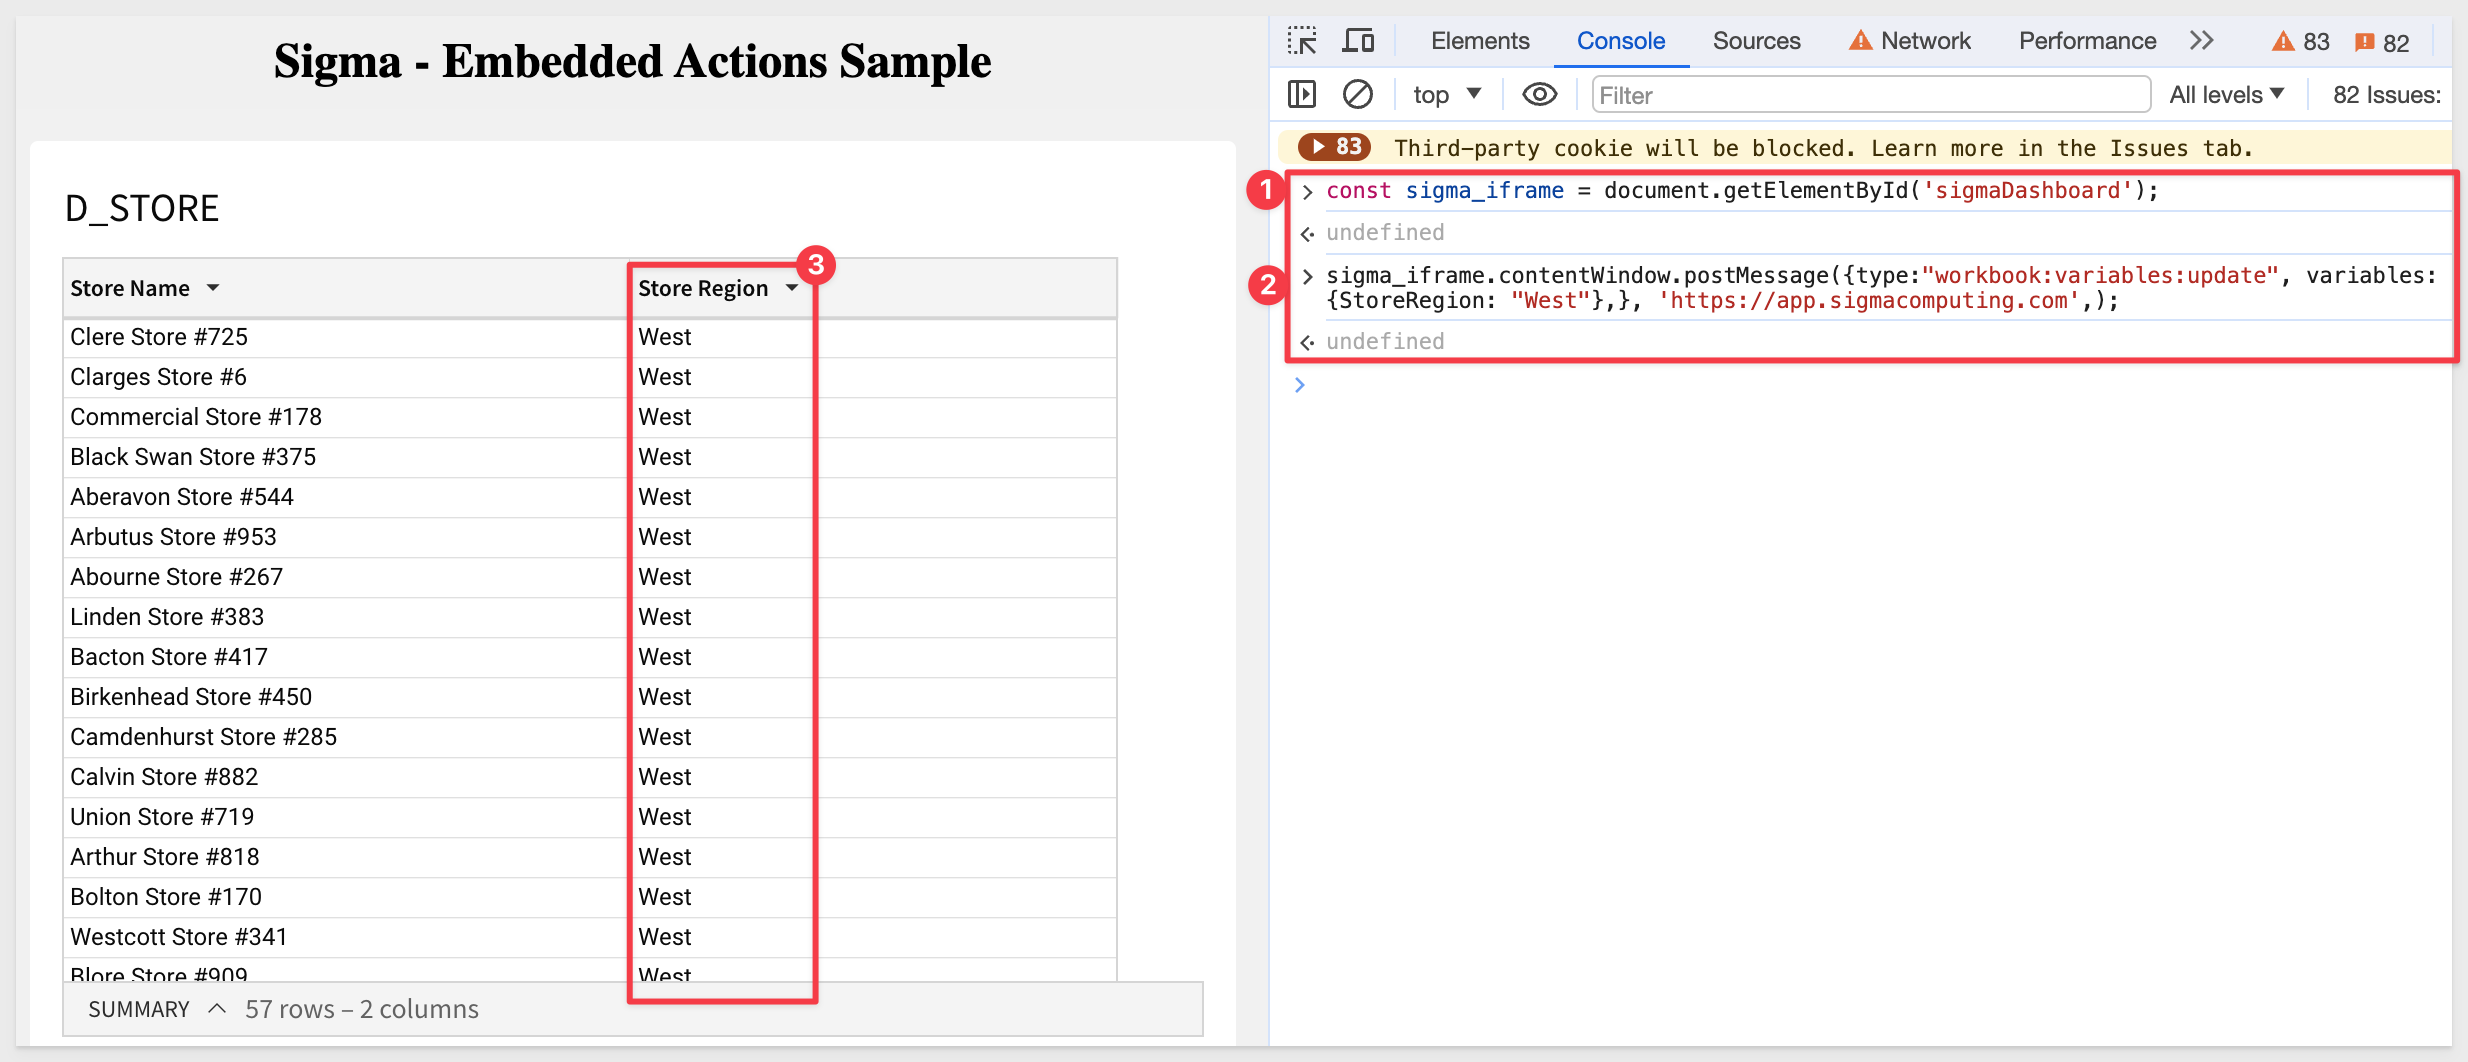 Sigma - Embedded Actions Sample
D_STORE
Store Name Store Region
Clere Store #725 West
Clarges Store #6 West
Commercial Store #178 West
Black Swan Store #375 West
Aberavon Store #544 West
Arbutus Store #953 West
Abourne Store #267 West
Linden Store #383 West
Bacton Store #417 West
Birkenhead Store #450 West
Camdenhurst Store #285 West
Calvin Store #882 West
Union Store #719 West
Arthur Store #818 West
Bolton Store #170 West
Westcott Store #341 West
Blore Store #909 West
SUMMARY 57 rows – 2 columns
3
Elements Console Sources Network Performance 83 82
top Filter All levels 82 Issues:
83 Third-party cookie will be blocked. Learn more in the Issues tab.
1 > const sigma_iframe = document.getElementById('sigmaDashboard');
undefined
2 > sigma_iframe.contentWindow.postMessage({type:"workbook:variables:update", variables:
{StoreRegion: "West"},}, 'https://app.sigmacomputing.com',);
undefined
>